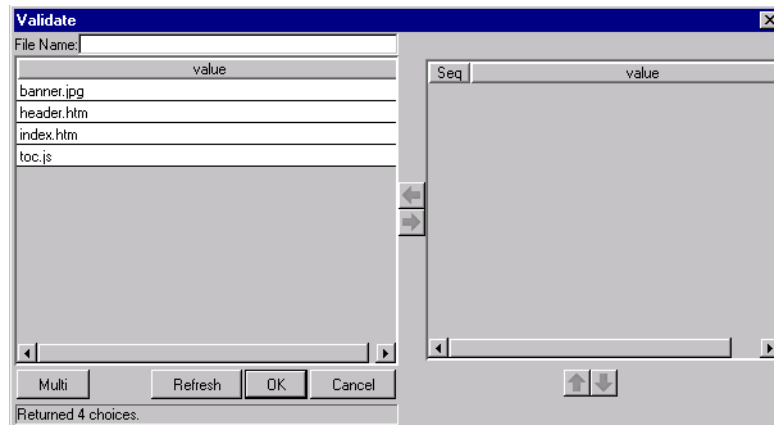 Validate
File Name:
value
banner.jpg
header.htm
index.htm
toc.js
Seq value
Multi Refresh OK Cancel
Returned 4 choices.